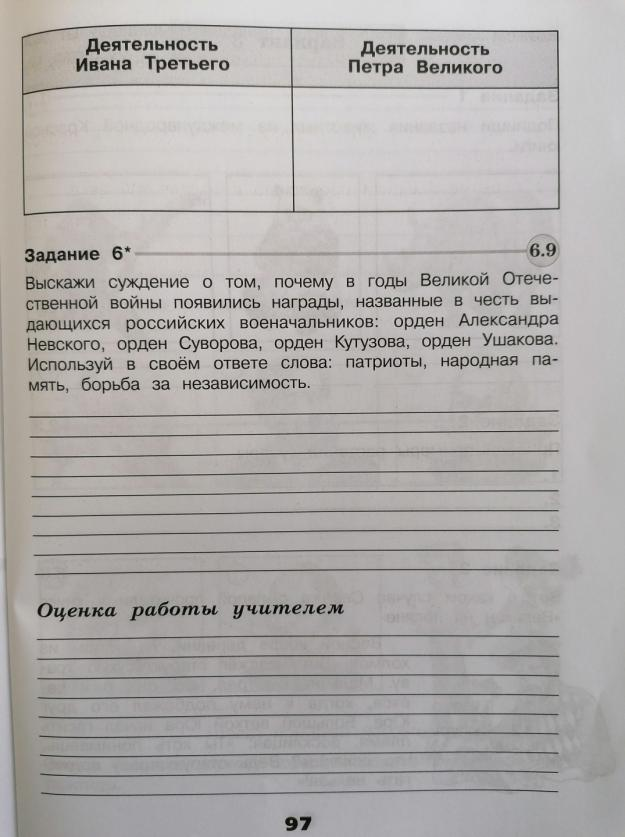 Деятельность
Ивана Третьего
Деятельность
Петра Великого
Задание 6*
6.9
Выскажи суждение о том, почему в годы Великой Отече-
ственной войны появились награды, названные в честь вы-
дающихся российских военачальников: орден Александра
Невского, орден Суворова, орден Кутузова, орден Ушакова.
Используй в своём ответе слова: патриоты, народная па-
мять, борьба за независимость.
Оценка работы учителем
97